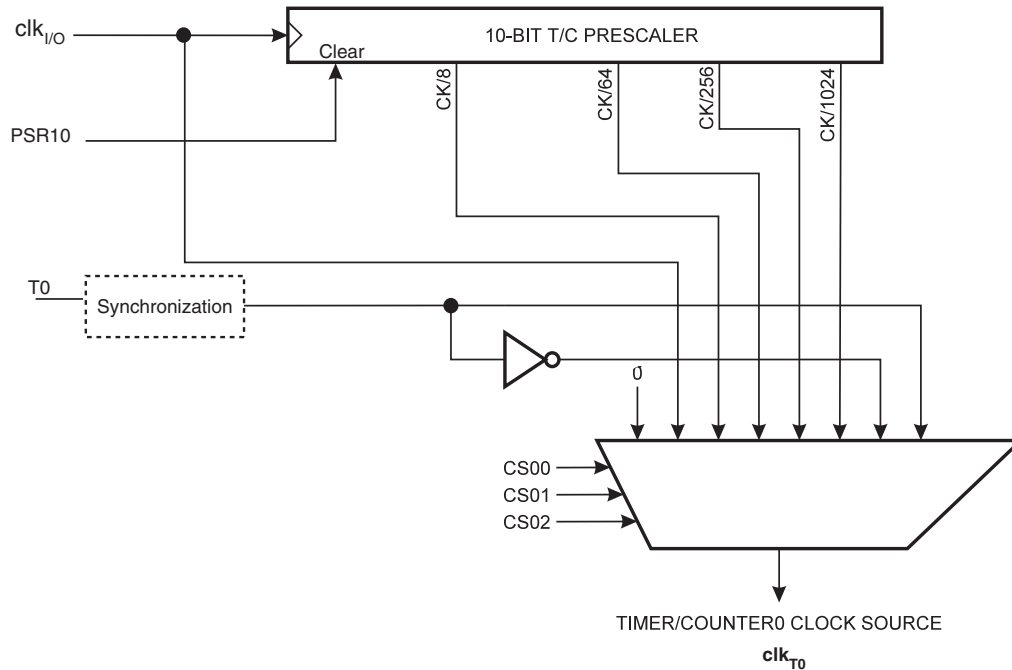 clkI/O
10-BIT T/C PRESCALER
Clear
CK/8
CK/64
CK/256
CK/1024
PSR10
T0
Synchronization
0
CS00
CS01
CS02
TIMER/COUNTER0 CLOCK SOURCE
clkT0